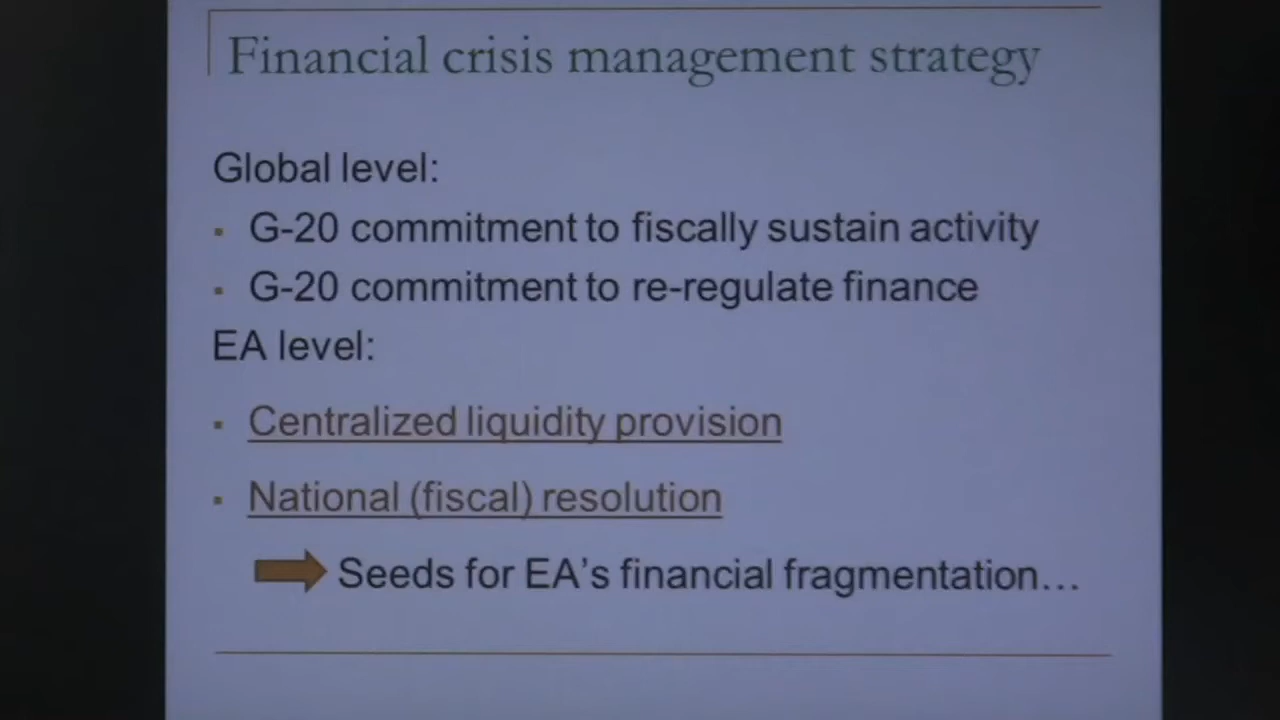 Financial crisis management strategy
Global level:
▪ G-20 commitment to fiscally sustain activity
▪ G-20 commitment to re-regulate finance
EA level:
▪ Centralized liquidity provision
▪ National (fiscal) resolution
Seeds for EA's financial fragmentation...